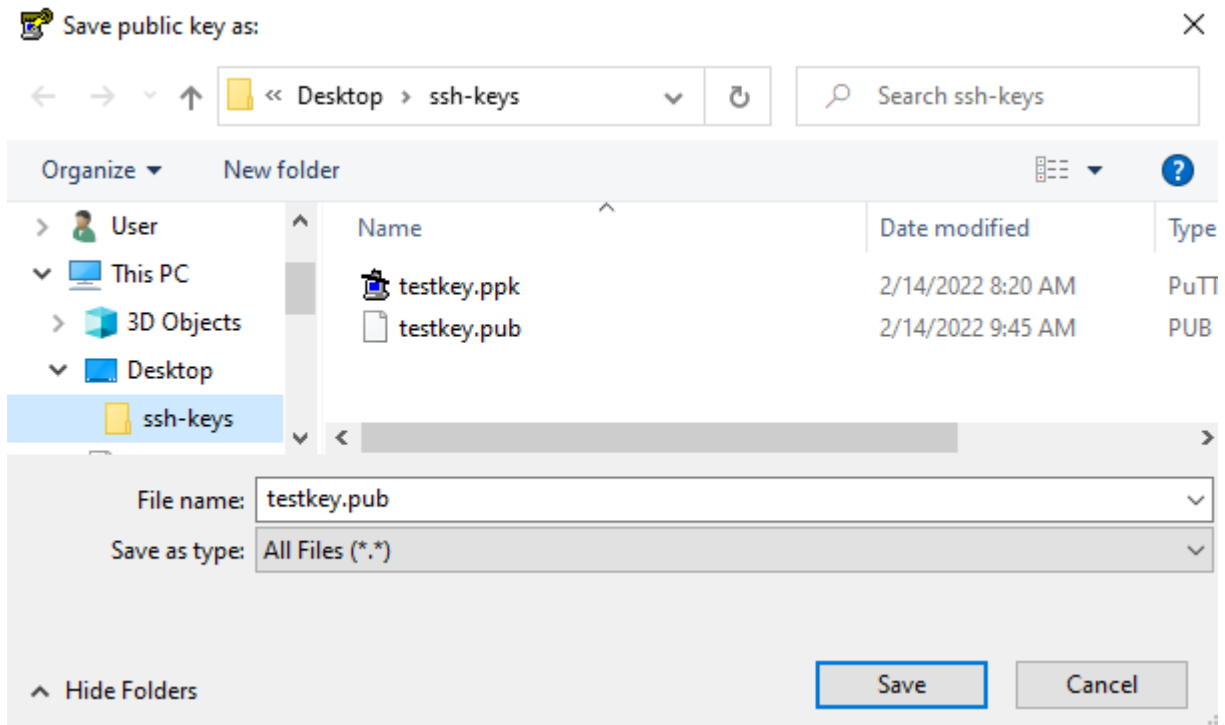 Save public key as:
« Desktop > ssh-keys
Search ssh-keys
Organize
New folder
User
This PC
3D Objects
Desktop
ssh-keys
Name Date modified Type
testkey.ppk 2/14/2022 8:20 AM PuTT
testkey.pub 2/14/2022 9:45 AM PUB
File name: testkey.pub
Save as type: All Files (*.*)
Hide Folders
Save
Cancel